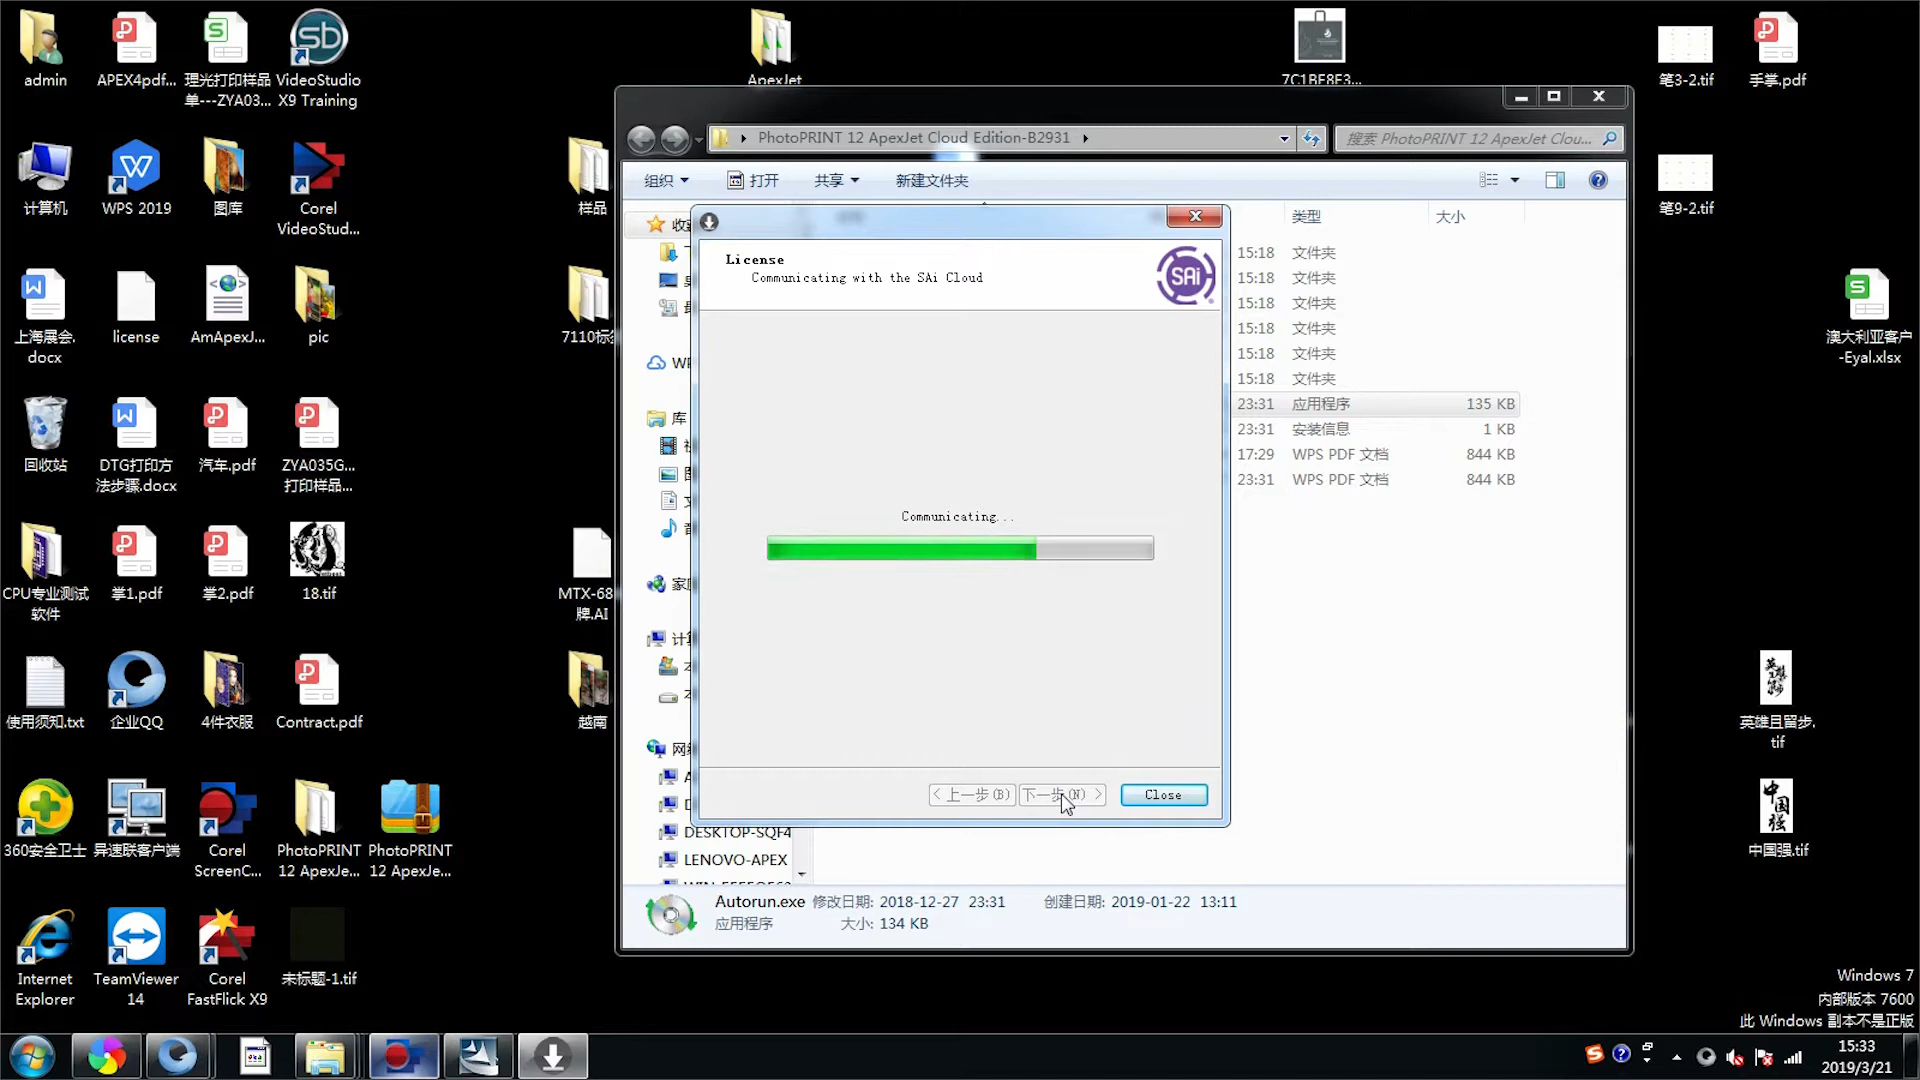 admin
APEX4pdf...
理光打印样品
单---ZYA03...
VideoStudio
X9 Training
ApexJet
7C1BF8F3...
笔3-2.tif
手掌.pdf
计算机
WPS 2019
图库
Corel
VideoStud...
样品
笔9-2.tif
上海展会.
docx
license
AmApexJ...
pic
澳大利亚客户
-Eyal.xlsx
回收站
DTG打印方
法步骤.docx
汽车.pdf
ZYA035G...
打印样品...
CPU专业测试
软件
掌1.pdf
掌2.pdf
18.tif
MTX-68
牌.AI
使用须知.txt
企业QQ
4件衣服
Contract.pdf
越南
英雄且留步.
tif
360安全卫士
异速联客户端
Corel
ScreenC...
PhotoPRINT
12 ApexJe...
PhotoPRINT
12 ApexJe...
中国强.tif
Internet
Explorer
TeamViewer
14
Corel
FastFlick X9
未标题-1.tif
PhotoPRINT 12 ApexJet Cloud Edition-B2931
搜索 PhotoPRINT 12 ApexJet Clou...
组织
打开
共享
新建文件夹
类型
大小
15:18 文件夹
15:18 文件夹
15:18 文件夹
15:18 文件夹
15:18 文件夹
15:18 文件夹
23:31 应用程序 135 KB
23:31 安装信息 1 KB
17:29 WPS PDF 文档 844 KB
23:31 WPS PDF 文档 844 KB
库
网
DESKTOP-SQF4
LENOVO-APEX
License
Communicating with the SAi Cloud
SAi
Communicating...
< 上一步(B)
下一步(N) >
Close
Autorun.exe 修改日期: 2018-12-27 23:31 创建日期: 2019-01-22 13:11
应用程序 大小: 134 KB
Windows 7
内部版本 7600
此 Windows 副本不是正版
15:33
2019/3/21